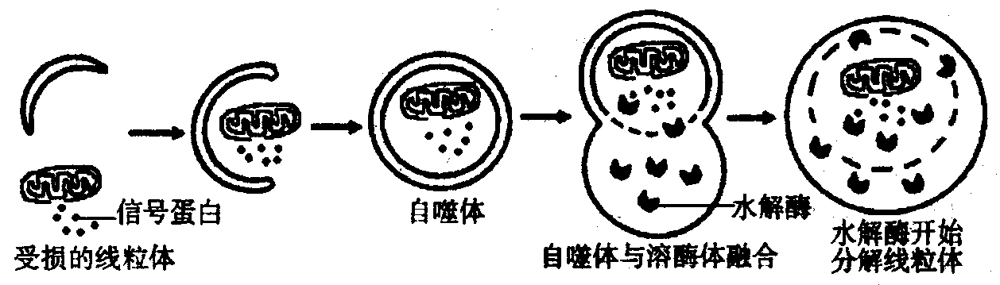 信号蛋白
受损的线粒体
自噬体
水解酶
自噬体与溶酶体融合
水解酶开始
分解线粒体